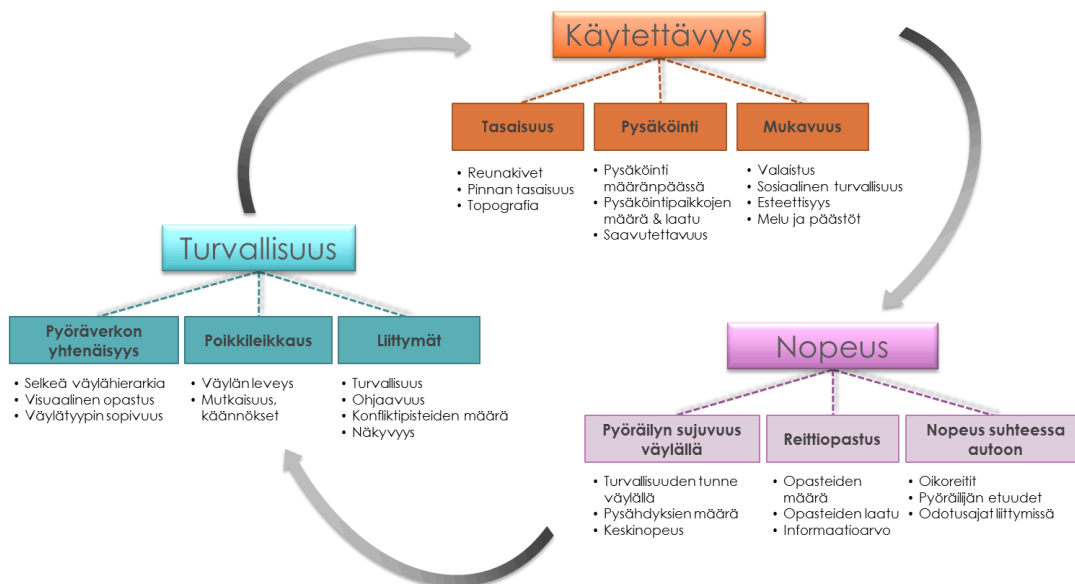 Käytettävyys
Tasaisuus
• Reunakivet
• Pinnan tasaisuus
• Topografia
Pysäköinti
• Pysäköinti
määränpäässä
• Pysäköintipaikkojen
määrä & laatu
• Saavutettavuus
Mukavuus
• Valaistus
• Sosiaalinen turvallisuus
• Esteettisyys
• Melu ja päästöt
Turvallisuus
Pyöräverkon
yhtenäisyys
• Selkeä väylähierarkia
• Visuaalinen opastus
• Väylätyypin sopivuus
Poikkileikkaus
• Väylän leveys
• Mutkaisuus,
käännökset
Liittymät
• Turvallisuus
• Ohjaavuus
• Konfliktipisteiden määrä
• Näkyvyys
Nopeus
Pyöräilyn sujuvuus
väylällä
• Turvallisuuden tunne
väylällä
• Pysähdyksien määrä
• Keskinopeus
Reittiopastus
• Opasteiden
määrä
• Opasteiden laatu
• Informaatioarvo
Nopeus suhteessa
autoon
• Oikoreitit
• Pyöräilijän etuudet
• Odotusajat liittymissä